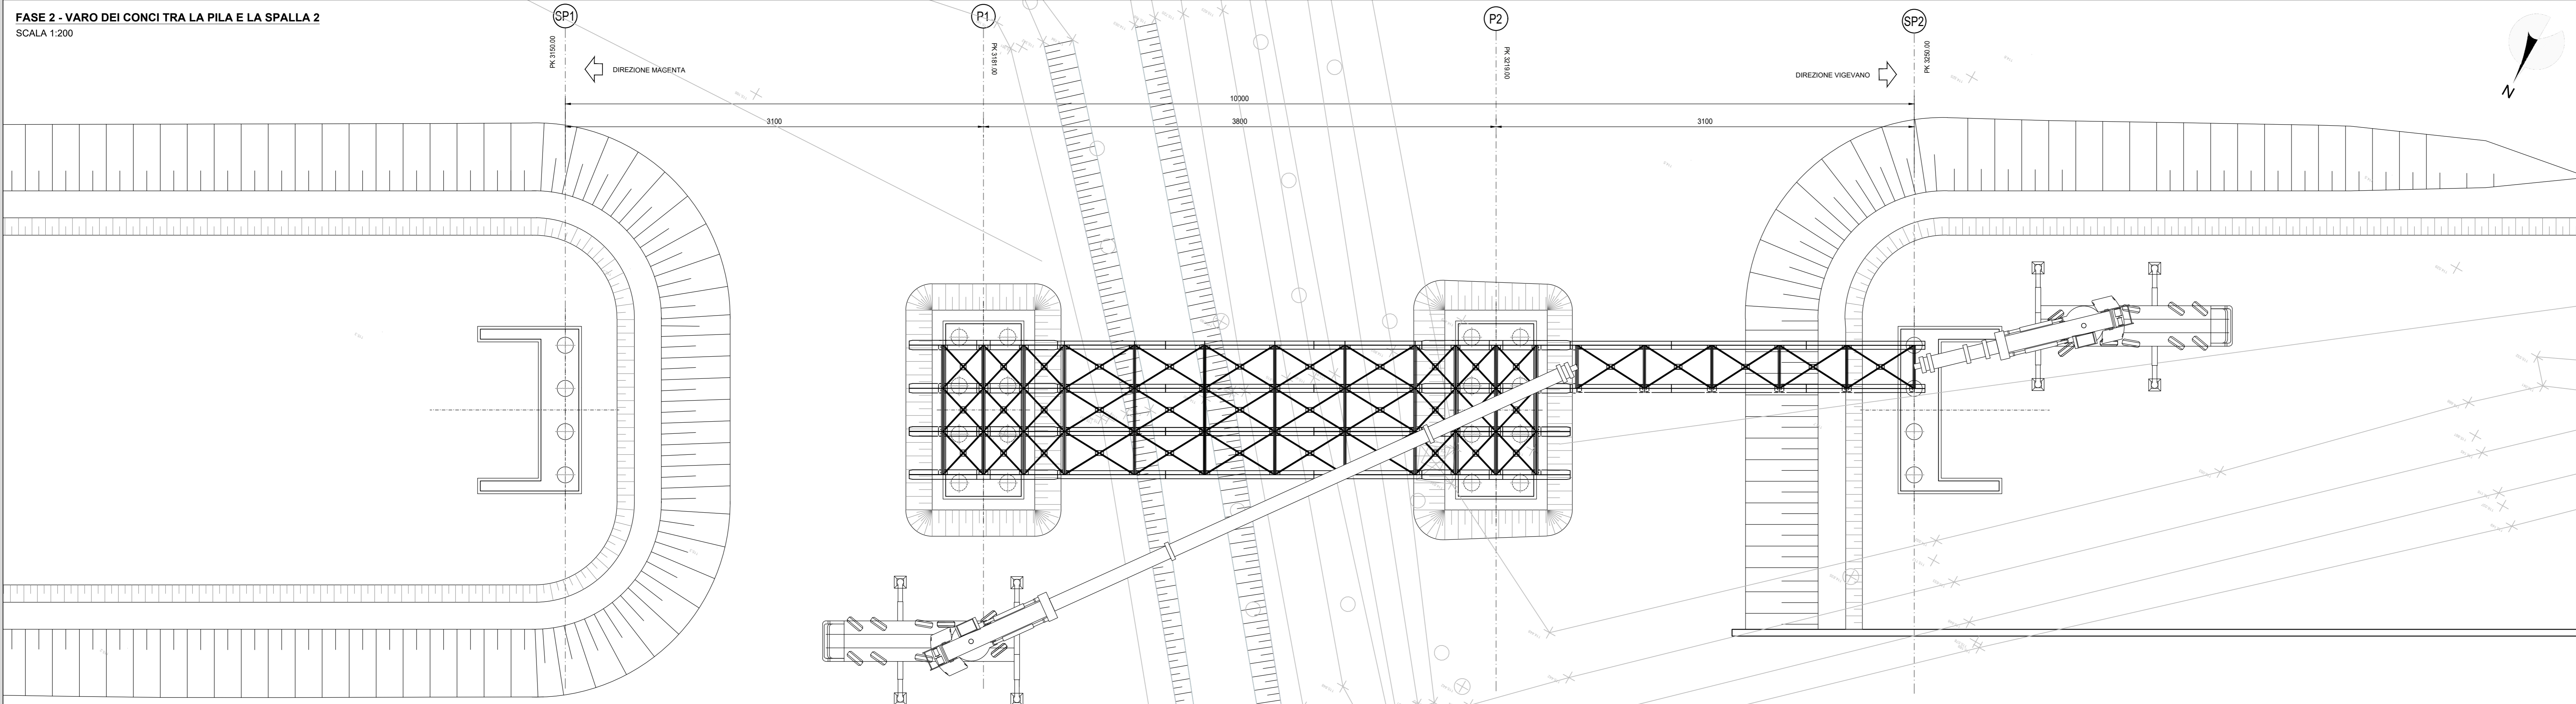 FASE 2 - VARO DEI CONCI TRA LA PILA E LA SPALLA 2
SCALA 1:200
SP1
P1
P2
SP2
PK 3150.00
PK 3181.00
PK 3219.00
PK 3250.00
DIREZIONE MAGENTA
DIREZIONE VIGEVANO
N
10000
3100
3800
3100